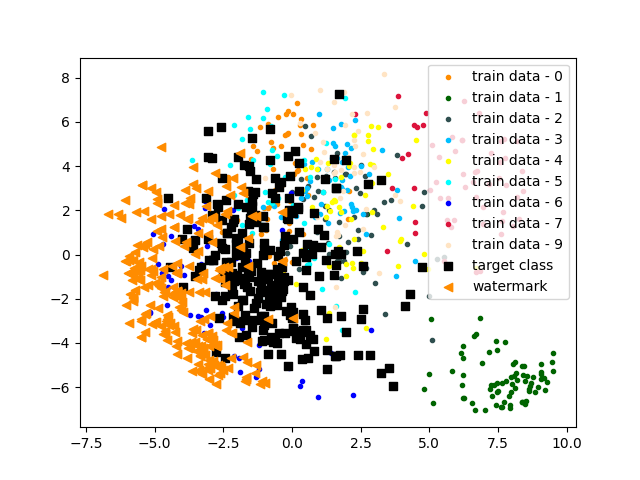 8
6
4
2
0
−2
−4
−6
−7.5
−5.0
−2.5
0.0
2.5
5.0
7.5
10.0
train data - 0
train data - 1
train data - 2
train data - 3
train data - 4
train data - 5
train data - 6
train data - 7
train data - 9
target class
watermark